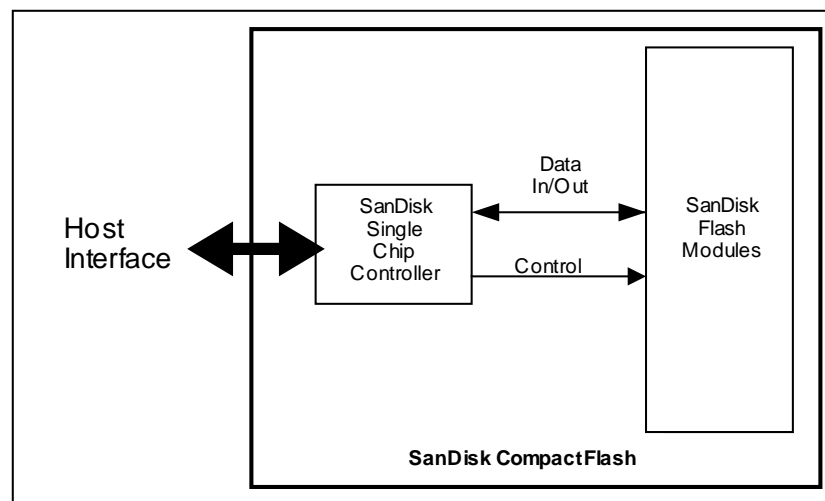 Host
Interface
SanDisk
Single
Chip
Controller
Data
In/Out
Control
SanDisk
Flash
Modules
SanDisk CompactFlash